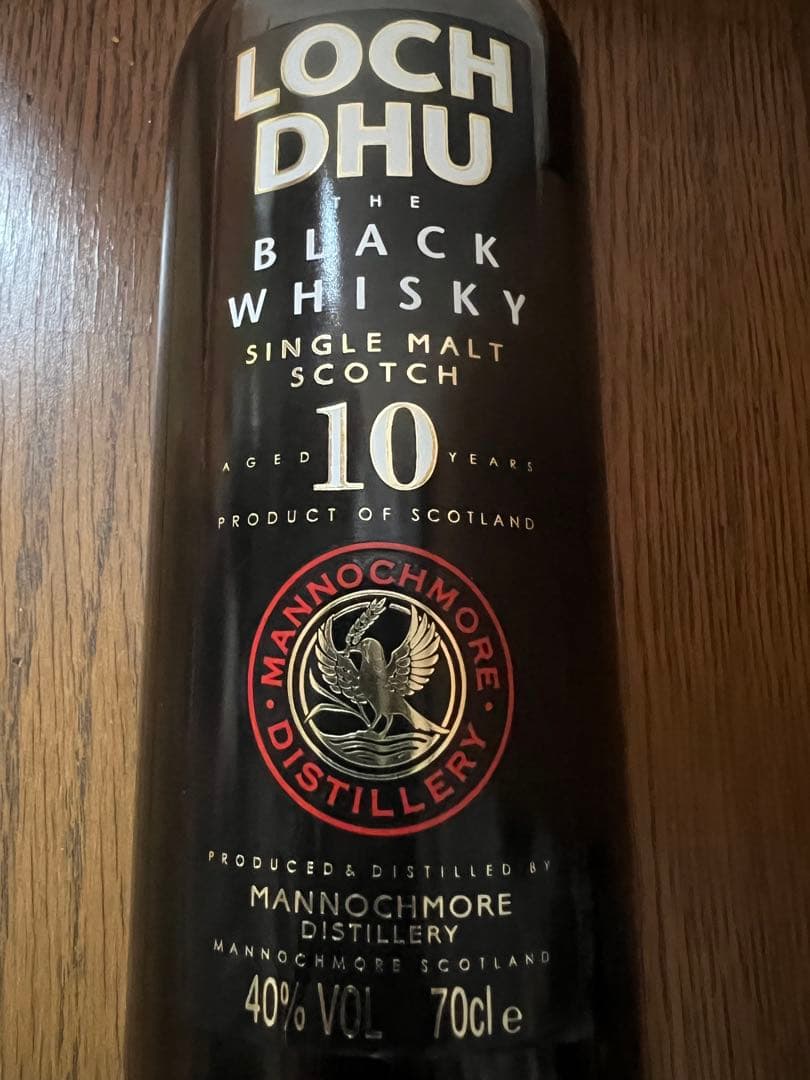 LOCH
DHU
THE
BLACK
WHISKY
SINGLE MALT
SCOTCH
AGED 10 YEARS
PRODUCT OF SCOTLAND
MANNOCHMORE
· DISTILLERY ·
PRODUCED & DISTILLED BY
MANNOCHMORE
DISTILLERY
MANNOCHMORE SCOTLAND
40% VOL 70cl e